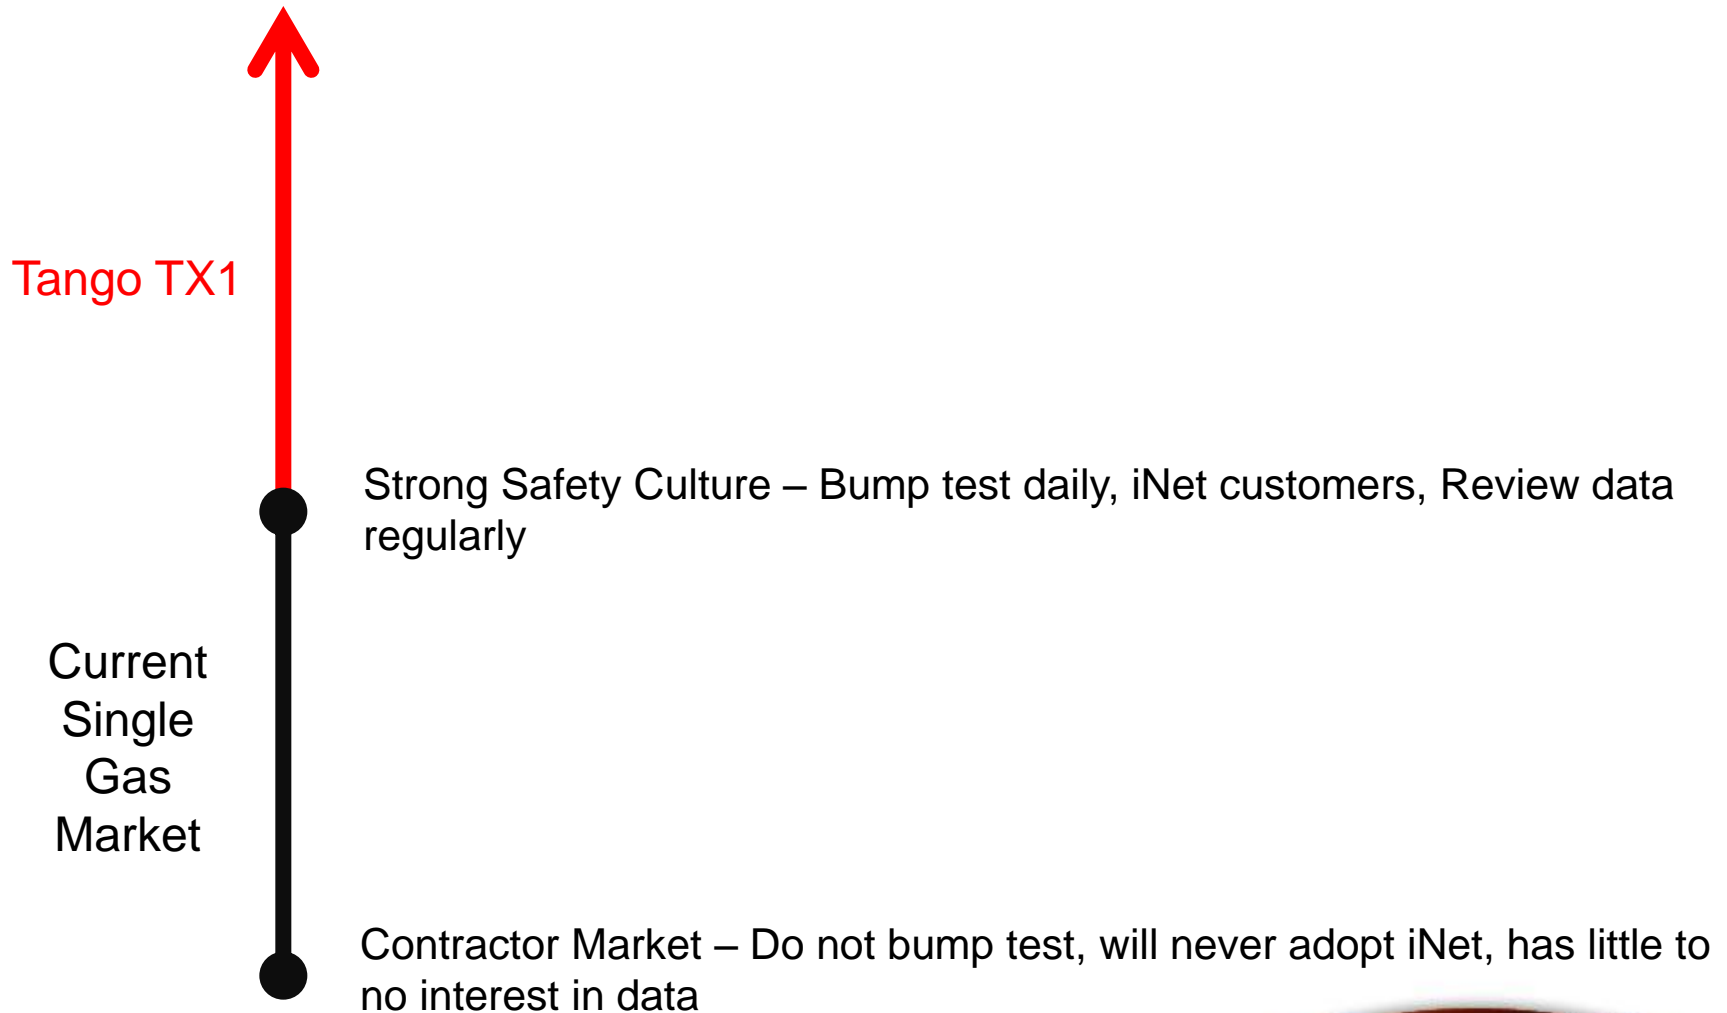 Tango TX1
Strong Safety Culture – Bump test daily, iNet customers, Review data
regularly
Current
Single
Gas
Market
Contractor Market – Do not bump test, will never adopt iNet, has little to
no interest in data